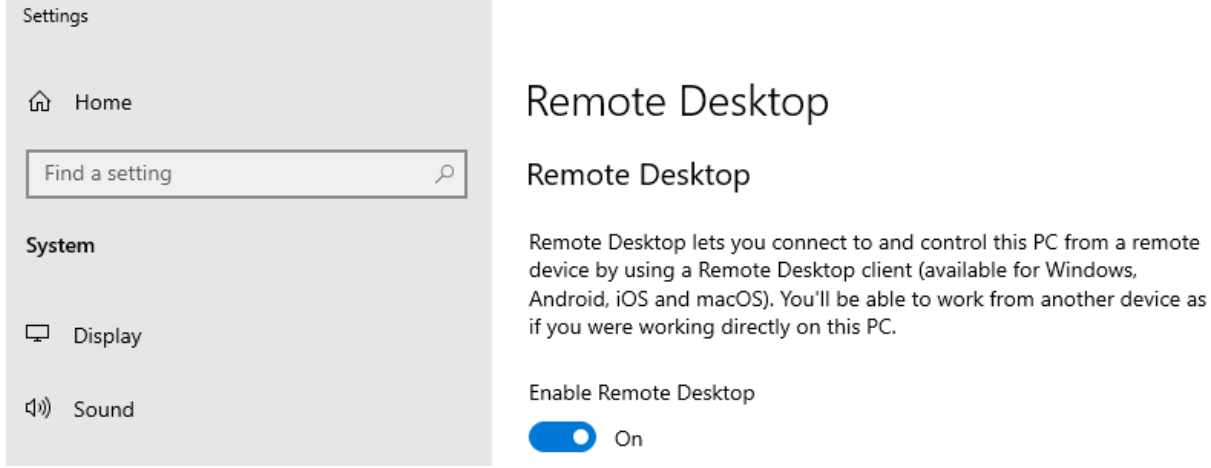 Settings
Home
Find a setting
System
Display
Sound
Remote Desktop
Remote Desktop
Remote Desktop lets you connect to and control this PC from a remote
device by using a Remote Desktop client (available for Windows,
Android, iOS and macOS). You'll be able to work from another device as
if you were working directly on this PC.
Enable Remote Desktop
On